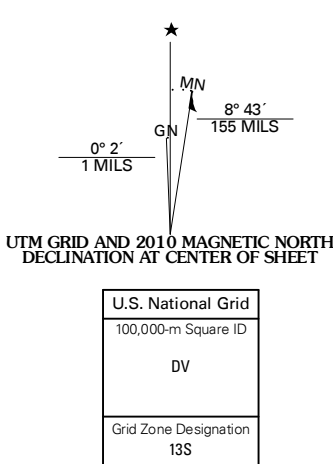 MN
8° 43´
155 MILS
GN
0° 2´
1 MILS
UTM GRID AND 2010 MAGNETIC NORTH
DECLINATION AT CENTER OF SHEET
U.S. National Grid
100,000-m Square ID
DV
Grid Zone Designation
13S